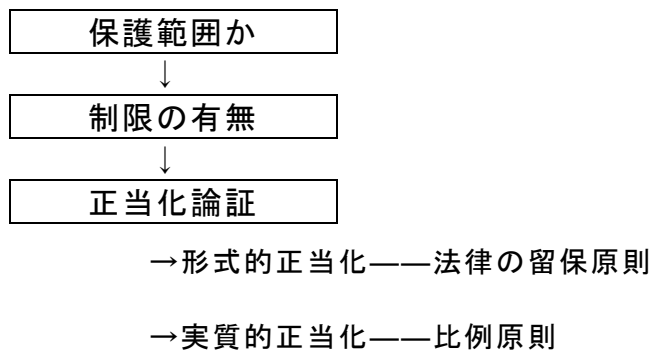 保護範囲か
↓
制限の有無
↓
正当化論証
→形式的正当化——法律の留保原則
→実質的正当化——比例原則